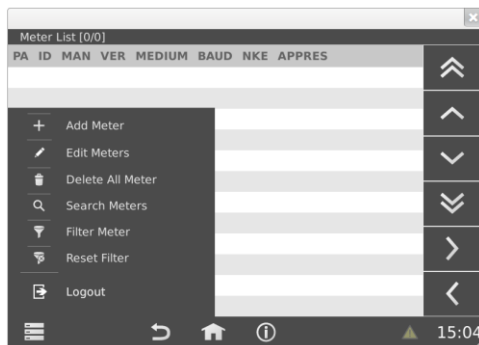 Meter List [0/0]
PA ID MAN VER MEDIUM BAUD NKE APPRES
Add Meter
Edit Meters
Delete All Meter
Search Meters
Filter Meter
Reset Filter
Logout
15:04